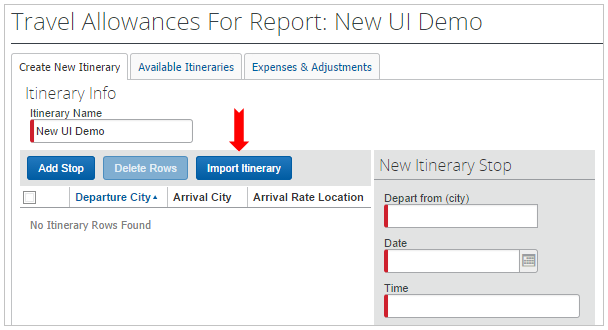 Travel Allowances For Report: New UI Demo
Create New Itinerary Available Itineraries Expenses & Adjustments
Itinerary Info
Itinerary Name
New UI Demo
Add Stop Delete Rows Import Itinerary
Departure City Arrival City Arrival Rate Location
No Itinerary Rows Found
New Itinerary Stop
Depart from (city)
Date
Time